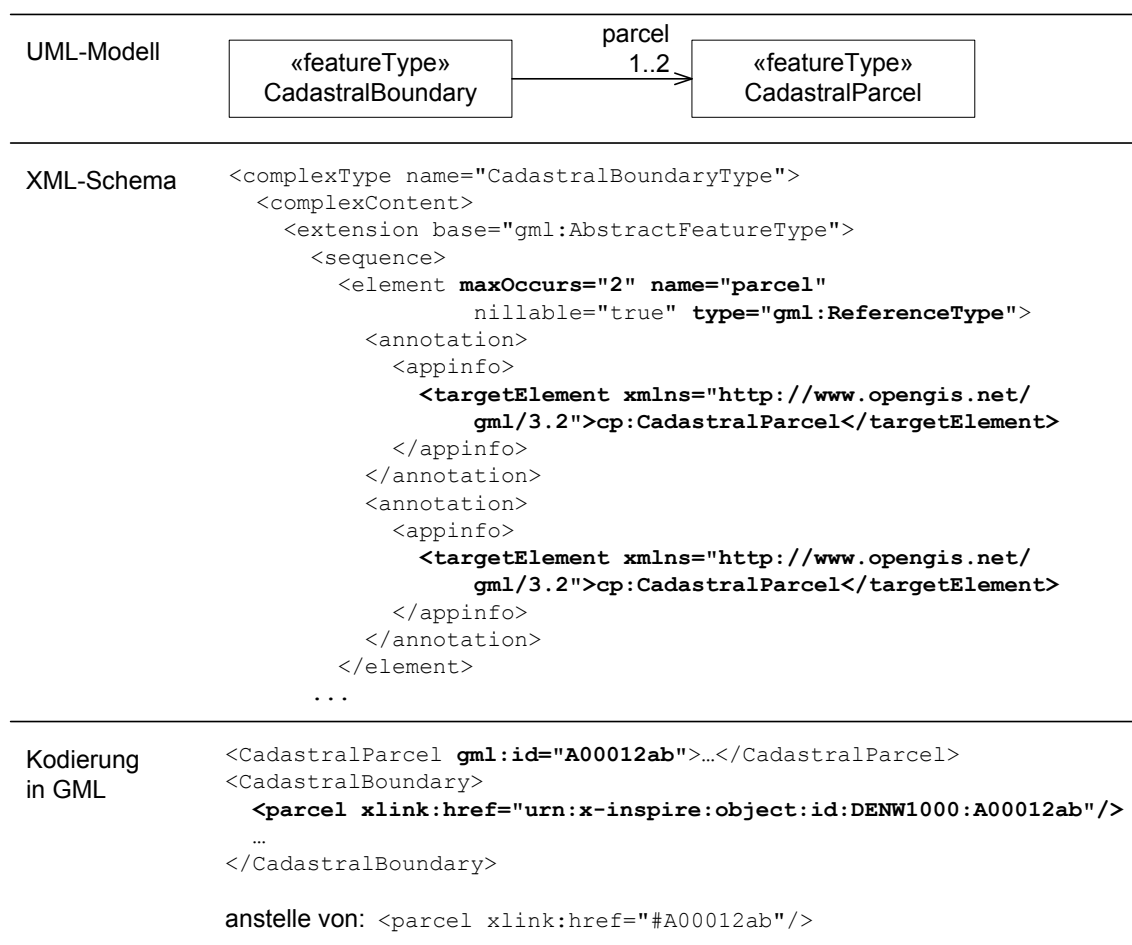 UML-Modell
«featureType»
CadastralBoundary
parcel
1..2
«featureType»
CadastralParcel
XML-Schema
<complexType name="CadastralBoundaryType">
<complexContent>
<extension base="gml:AbstractFeatureType">
<sequence>
<element maxOccurs="2" name="parcel"
nillable="true" type="gml:ReferenceType">
<annotation>
<appinfo>
<targetElement xmlns="http://www.opengis.net/
gml/3.2">cp:CadastralParcel</targetElement>
</appinfo>
</annotation>
<annotation>
<appinfo>
<targetElement xmlns="http://www.opengis.net/
gml/3.2">cp:CadastralParcel</targetElement>
</appinfo>
</annotation>
</element>
...
Kodierung
in GML
<CadastralParcel gml:id="A00012ab">…</CadastralParcel>
<CadastralBoundary>
<parcel xlink:href="urn:x-inspire:object:id:DENW1000:A00012ab"/>
…
</CadastralBoundary>
anstelle von: <parcel xlink:href="#A00012ab"/>